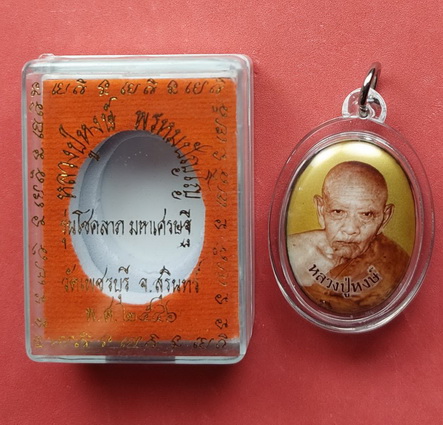 หลวงปู่หงษ์ พรหมปัญโญ
รุ่นโชคลาภ มหาเศรษฐี
วัดเพชรบุรี จ.สุรินทร์
พ.ศ.๒๕๔๖
หลวงปู่หงษ์